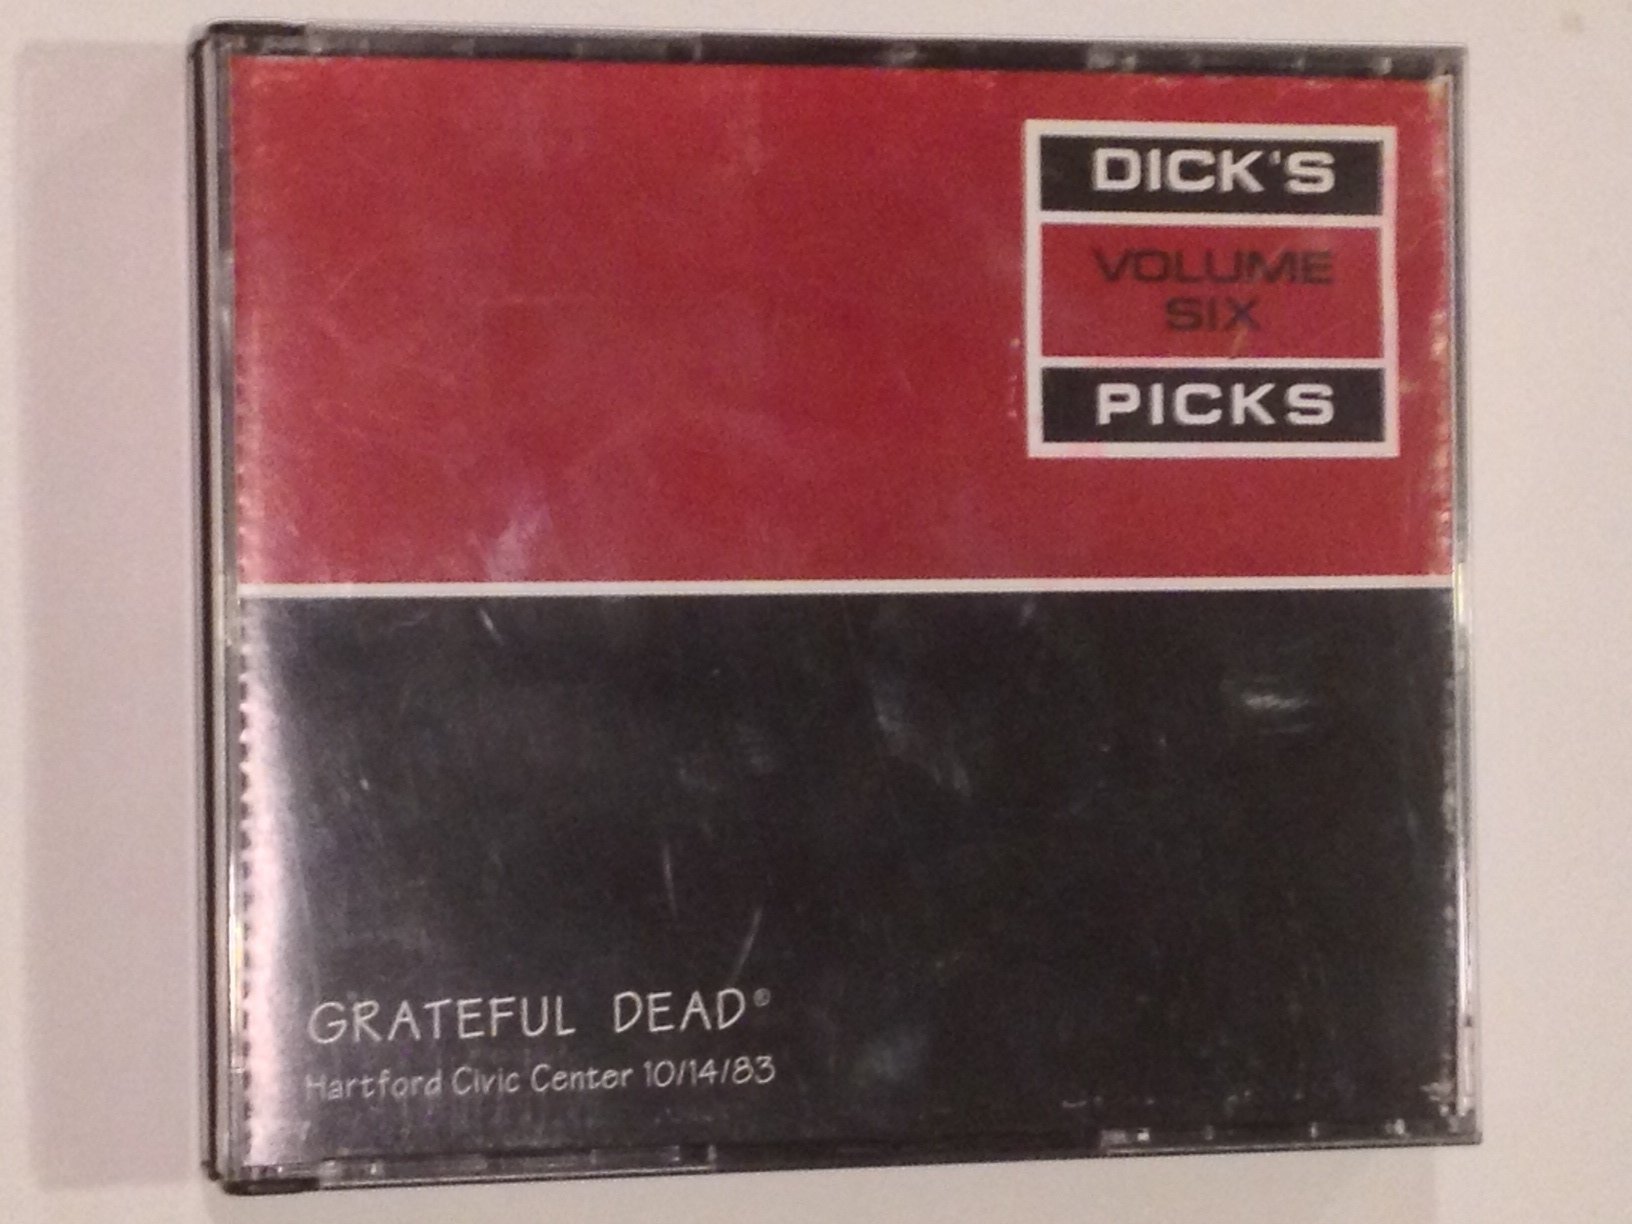 DICK'S
VOLUME
SIX
PICKS
GRATEFUL DEAD®
Hartford Civic Center 10/14/83